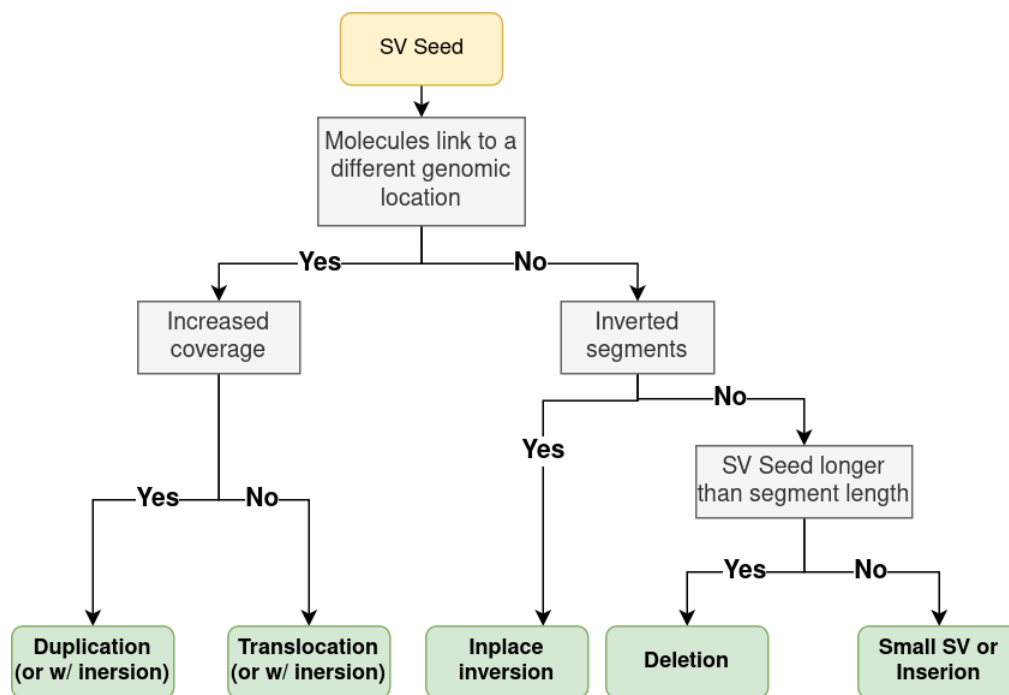 SV Seed
Molecules link to a
different genomic
location
Yes
No
Increased
coverage
Inverted
segments
Yes
No
SV Seed longer
than segment length
Yes
No
Yes
No
Duplication
(or w/ inersion)
Translocation
(or w/ inersion)
Inplace
inversion
Deletion
Small SV or
Inserion